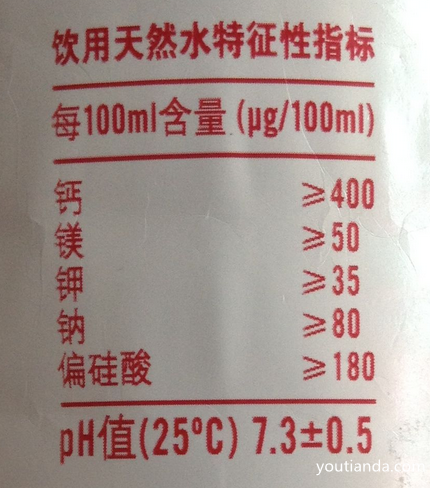 饮用天然水特征性指标
每100ml含量(μg/100ml)
钙 ≥400
镁 ≥50
钾 ≥35
钠 ≥80
偏硅酸 ≥180
pH值(25ºC) 7.3±0.5